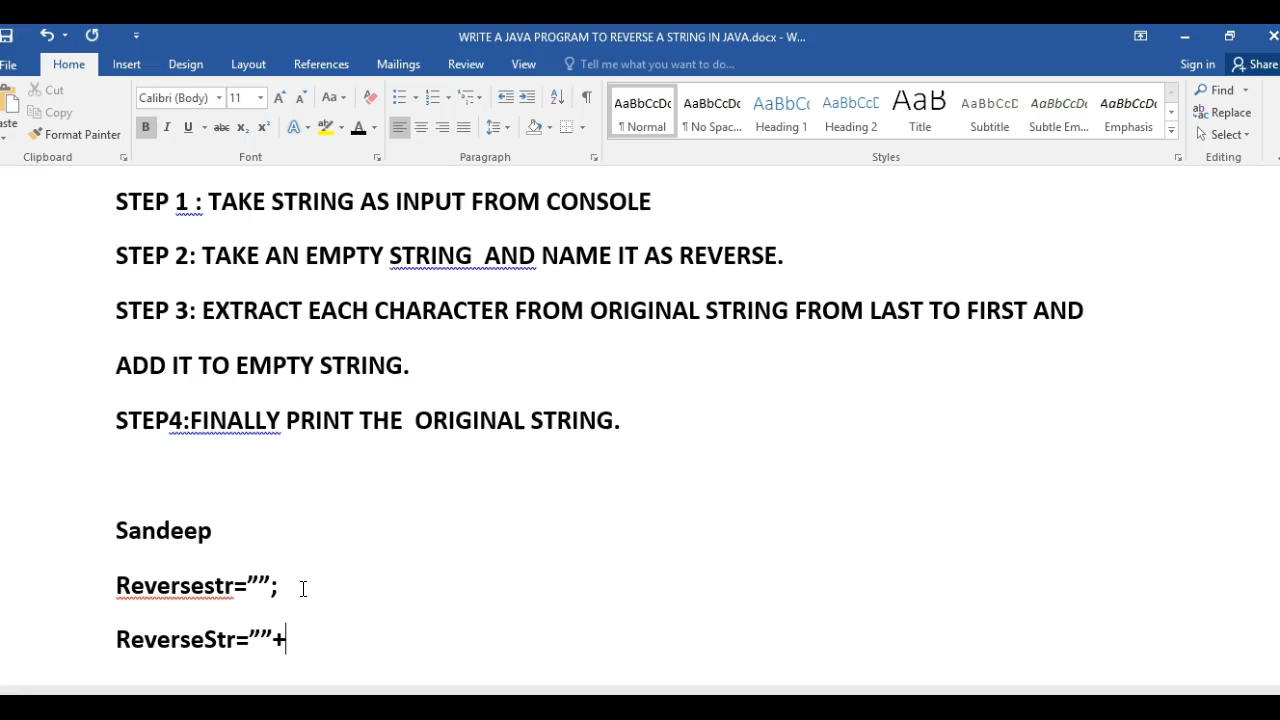 WRITE A JAVA PROGRAM TO REVERSE A STRING IN JAVA.docx - W...
File Home Insert Design Layout References Mailings Review View Tell me what you want to do... Sign in Share
Cut
Copy
Format Painter
Clipboard
Calibri (Body) 11 Aa
B I U abc x₂ x² A A
Font
Paragraph
AaBbCcDc AaBbCcDc AaBbCc AaBbCcD AaB AaBbCcD AaBbCcDc AaBbCcDc
¶ Normal ¶ No Spac... Heading 1 Heading 2 Title Subtitle Subtle Em... Emphasis
Styles
Find
Replace
Select
Editing
STEP 1 : TAKE STRING AS INPUT FROM CONSOLE
STEP 2: TAKE AN EMPTY STRING  AND NAME IT AS REVERSE.
STEP 3: EXTRACT EACH CHARACTER FROM ORIGINAL STRING FROM LAST TO FIRST AND
ADD IT TO EMPTY STRING.
STEP4:FINALLY PRINT THE  ORIGINAL STRING.
Sandeep
Reversestr=””;
ReverseStr=””+